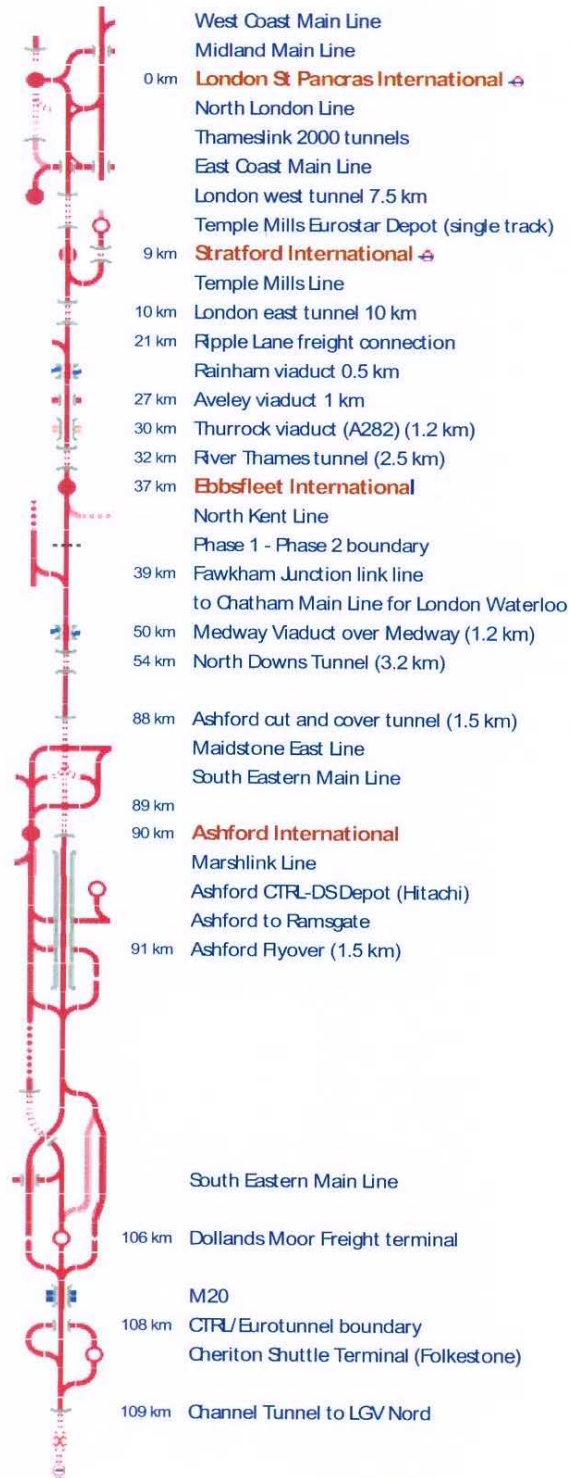 West Coast Main Line
Midland Main Line
0 km London St Pancras International
North London Line
Thameslink 2000 tunnels
East Coast Main Line
London west tunnel 7.5 km
Temple Mills Eurostar Depot (single track)
9 km Stratford International
Temple Mills Line
10 km London east tunnel 10 km
21 km Ripple Lane freight connection
Rainham viaduct 0.5 km
27 km Aveley viaduct 1 km
30 km Thurrock viaduct (A282) (1.2 km)
32 km River Thames tunnel (2.5 km)
37 km Ebbsfleet International
North Kent Line
Phase 1 - Phase 2 boundary
39 km Fawkham Junction link line
to Chatham Main Line for London Waterloo
50 km Medway Viaduct over Medway (1.2 km)
54 km North Downs Tunnel (3.2 km)
88 km Ashford cut and cover tunnel (1.5 km)
Maidstone East Line
South Eastern Main Line
89 km
90 km Ashford International
Marshlink Line
Ashford CTRL-DS Depot (Hitachi)
Ashford to Ramsgate
91 km Ashford Flyover (1.5 km)
South Eastern Main Line
106 km Dollands Moor Freight terminal
M20
108 km CTRL/Eurotunnel boundary
Cheriton Shuttle Terminal (Folkestone)
109 km Channel Tunnel to LGV Nord